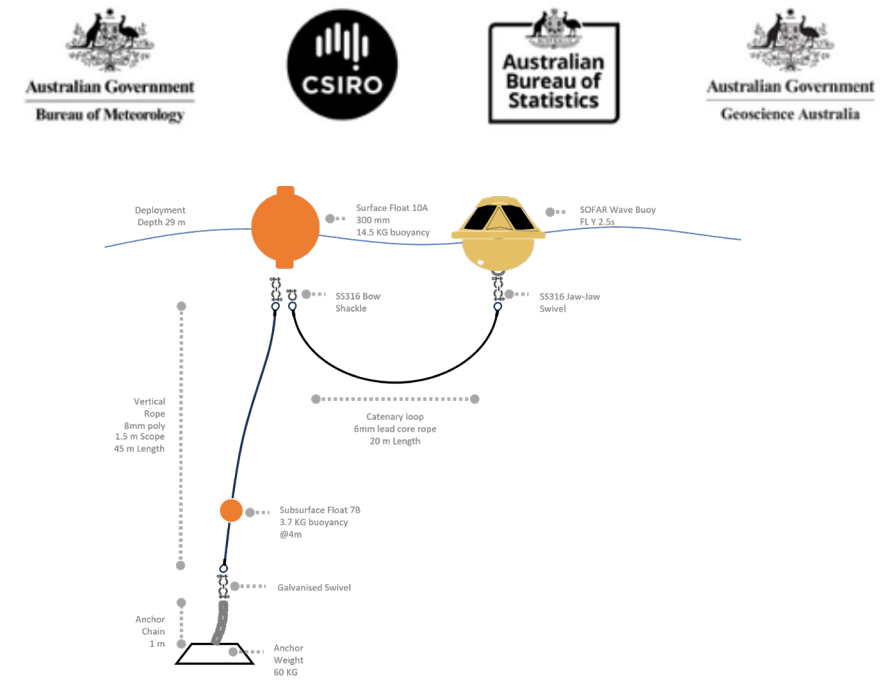 Australian Government
Bureau of Meteorology
CSIRO
Australian
Bureau of
Statistics
Australian Government
Geoscience Australia
Deployment
Depth 29 m
Surface Float 10A
300 mm
14.5 KG buoyancy
SOFAR Wave Buoy
FL Y 2.5s
SS316 Bow
Shackle
SS316 Jaw-Jaw
Swivel
Vertical
Rope
8mm poly
1.5 m Scope
45 m Length
Catenary loop
6mm lead core rope
20 m Length
Subsurface Float 7B
3.7 KG buoyancy
@4m
Galvanised Swivel
Anchor
Chain
1 m
Anchor
Weight
60 KG